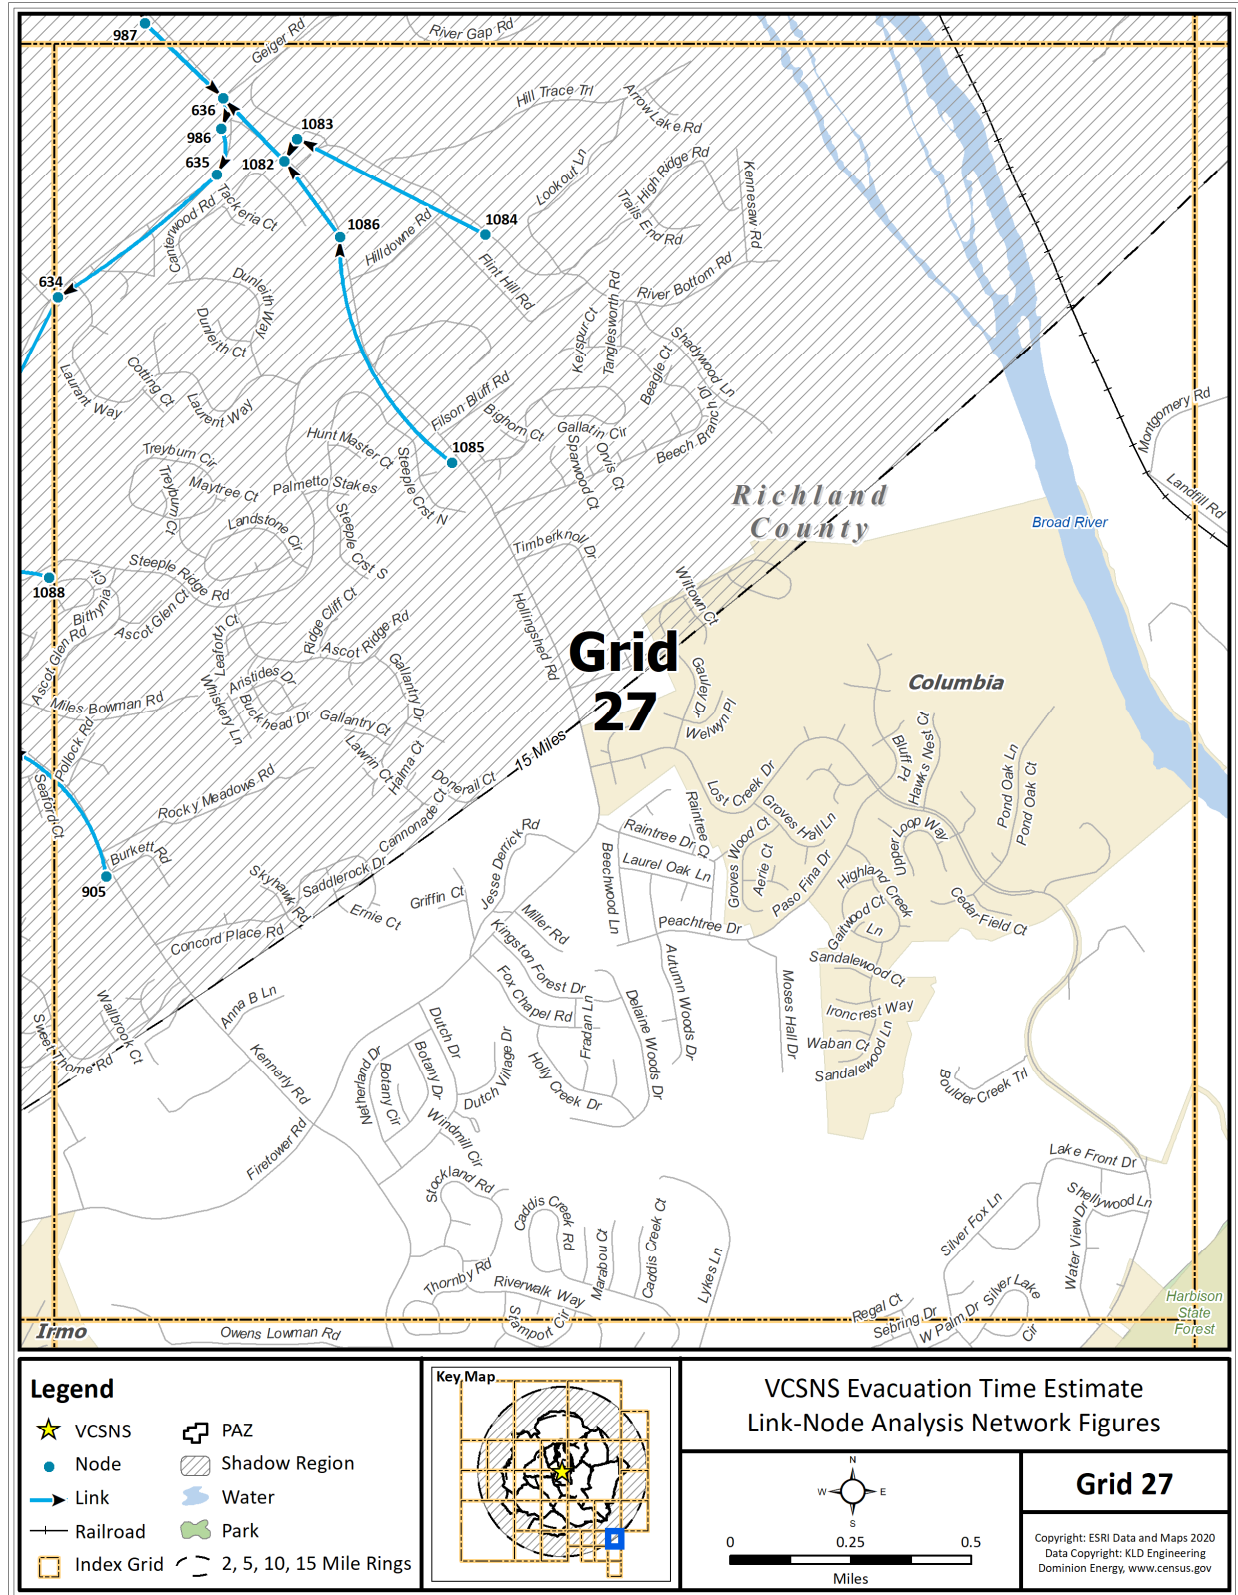 987
Geiger Rd
River Gap Rd
636
986
635
1083
1082
Hill Trace Trl
Arrow Lake Rd
Lookout Ln
High Ridge Rd
Trails End Rd
Kennesaw Rd
Tackeria Ct
Canterwood Rd
1086
Hilldowne Rd
1084
Flint Hill Rd
River Bottom Rd
634
Dunleith Way
Dunleith Ct
Kerspur Ct
Tanglesworth Rd
Shadywood Ln
Beagle Ct
Beech Branch Dr
Laurant Way
Cotting Ct
Laurent Way
Filson Bluff Rd
Bighorn Ct
Gallatin Cir
Orvis Ct
Sparwood Ct
Montgomery Rd
Landfill Rd
Hunt Master Ct
1085
Treyburn Cir
Treyburn Ct
Maytree Ct
Palmetto Stakes
Steeple Crst N
Landstone Cir
Steeple Crst S
Richland
County
Broad River
Timberknoll Dr
1088
Bithynia Cir
Steeple Ridge Rd
Ascot Glen Ct
Ascot Glen Rd
Leaforth Ct
Ridge Cliff Ct
Ascot Ridge Rd
Hollingshed Rd
Wiltown Ct
Grid
27
Columbia
Miles Bowman Rd
Whiskery Ln
Aristides Dr
Buckhead Dr
Gallantry Dr
Gallantry Ct
Gauley Dr
Welwyn Pl
Pollock Rd
Seaford Ct
Lawrin Ct
Halma Ct
Donerail Ct
15 Miles
Rocky Meadows Rd
Cannonade Ct
Bluff Pt
Hawks Nest Ct
Pond Oak Ln
Pond Oak Ct
Lost Creek Dr
Groves Hall Ln
Raintree Ct
Raintree Dr
Laurel Oak Ln
Groves Wood Ct
Aerie Ct
Paso Fina Dr
Upper Loop Way
Highland Creek
Ln
Cedar Field Ct
905
Burkett Rd
Skyhawk Rd
Saddlerock Dr
Ernie Ct
Griffin Ct
Jesse Derrick Rd
Beechwood Ln
Peachtree Dr
Gaitwood Ct
Concord Place Rd
Miller Rd
Kingston Forest Dr
Fox Chapel Rd
Fradan Ln
Delaine Woods Dr
Autumn Woods Dr
Moses Hall Dr
Sandalewood Ct
Ironcrest Way
Waban Ct
Sandalewood Ln
Boulder Creek Trl
Sweet Thorne Rd
Wallbrook Ct
Anna B Ln
Kennerly Rd
Firetower Rd
Netherland Dr
Botany Cir
Botany Dr
Dutch Dr
Dutch Village Dr
Holly Creek Dr
Windmill Cir
Stockland Rd
Caddis Creek Rd
Marabou Ct
Caddis Creek Ct
Lykes Ln
Thornby Rd
Riverwalk Way
Stamport Cir
Lake Front Dr
Shellywood Ln
Water View Dr
Silver Fox Ln
Silver Lake
Cir
Regal Ct
Sebring Dr
W Palm Dr
Harbison
State
Forest
Irmo
Owens Lowman Rd
Legend
VCSNS
Node
Link
Railroad
Index Grid
PAZ
Shadow Region
Water
Park
2, 5, 10, 15 Mile Rings
Key Map
VCSNS Evacuation Time Estimate
Link-Node Analysis Network Figures
N
W E
S
0 0.25 0.5
Miles
Grid 27
Copyright: ESRI Data and Maps 2020
Data Copyright: KLD Engineering
Dominion Energy, www.census.gov